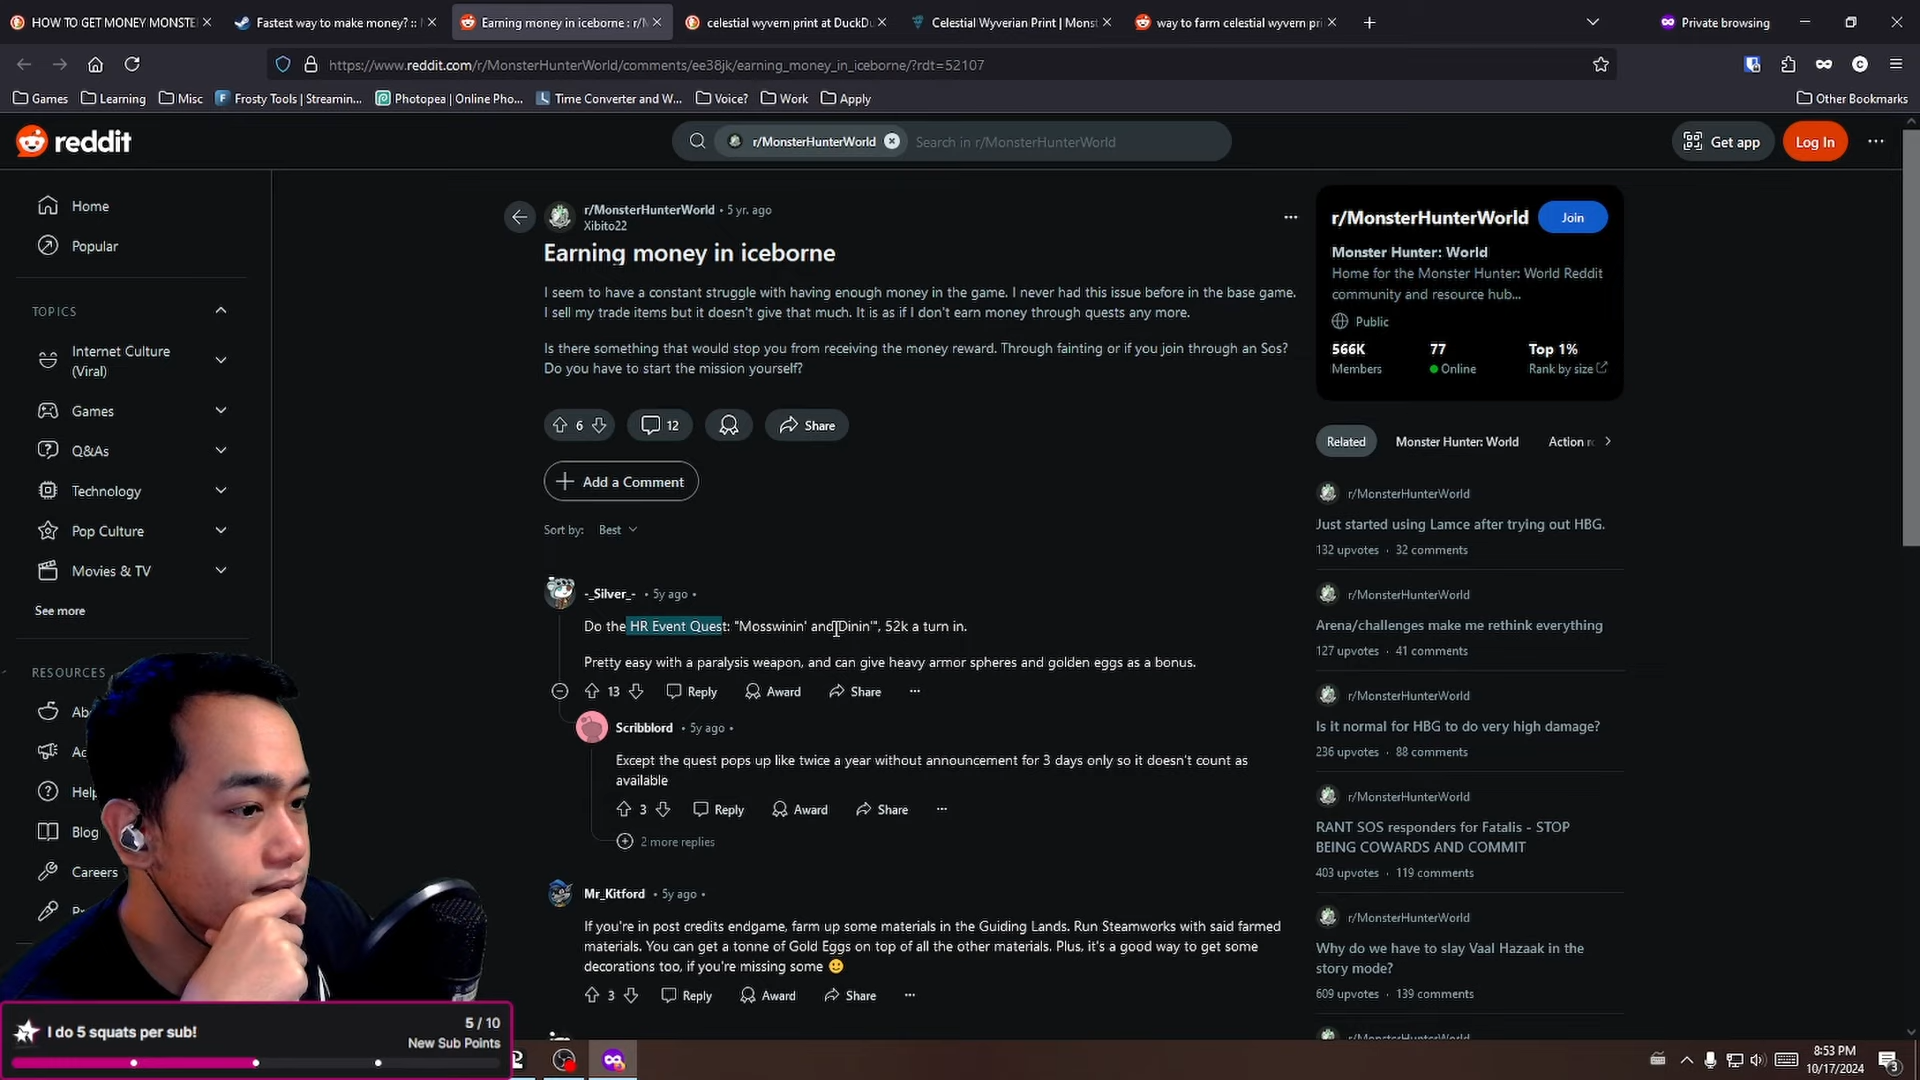 HOW TO GET MONEY MONSTE
Fastest way to make money? ::
Earning money in iceborne : r/M
celestial wyvern print at DuckDu
Celestial Wyverian Print | Monst
way to farm celestial wyvern pri
Private browsing
https://www.reddit.com/r/MonsterHunterWorld/comments/ee38jk/earning_money_in_iceborne/?rdt=52107
Games
Learning
Misc
Frosty Tools | Streamin...
Photopea | Online Pho...
Time Converter and W...
Voice?
Work
Apply
Other Bookmarks
reddit
r/MonsterHunterWorld
Search in r/MonsterHunterWorld
Get app
Log In
Home
Popular
TOPICS
Internet Culture
(Viral)
Games
Q&As
Technology
Pop Culture
Movies & TV
See more
RESOURCES
Help
Blog
Careers
r/MonsterHunterWorld • 5 yr. ago
Xibito22
Earning money in iceborne
I seem to have a constant struggle with having enough money in the game. I never had this issue before in the base game.
I sell my trade items but it doesn't give that much. It is as if I don't earn money through quests any more.
Is there something that would stop you from receiving the money reward. Through fainting or if you join through an Sos?
Do you have to start the mission yourself?
6
12
Share
Add a Comment
Sort by: Best
-_Silver_- • 5y ago •
Do the HR Event Quest: "Mosswinin' and Dinin'", 52k a turn in.
Pretty easy with a paralysis weapon, and can give heavy armor spheres and golden eggs as a bonus.
13 Reply Award Share
Scribblord • 5y ago •
Except the quest pops up like twice a year without announcement for 3 days only so it doesn't count as
available
3 Reply Award Share
2 more replies
Mr_Kitford • 5y ago •
If you're in post credits endgame, farm up some materials in the Guiding Lands. Run Steamworks with said farmed
materials. You can get a tonne of Gold Eggs on top of all the other materials. Plus, it's a good way to get some
decorations too, if you're missing some 🙂
3 Reply Award Share
r/MonsterHunterWorld
Join
Monster Hunter: World
Home for the Monster Hunter: World Reddit
community and resource hub...
Public
566K 77 Top 1%
Members Online Rank by size
Related Monster Hunter: World Action r
r/MonsterHunterWorld
Just started using Lamce after trying out HBG.
132 upvotes · 32 comments
r/MonsterHunterWorld
Arena/challenges make me rethink everything
127 upvotes · 41 comments
r/MonsterHunterWorld
Is it normal for HBG to do very high damage?
236 upvotes · 88 comments
r/MonsterHunterWorld
RANT SOS responders for Fatalis - STOP
BEING COWARDS AND COMMIT
403 upvotes · 119 comments
r/MonsterHunterWorld
Why do we have to slay Vaal Hazaak in the
story mode?
609 upvotes · 139 comments
I do 5 squats per sub!
5 / 10
New Sub Points
8:53 PM
10/17/2024
3